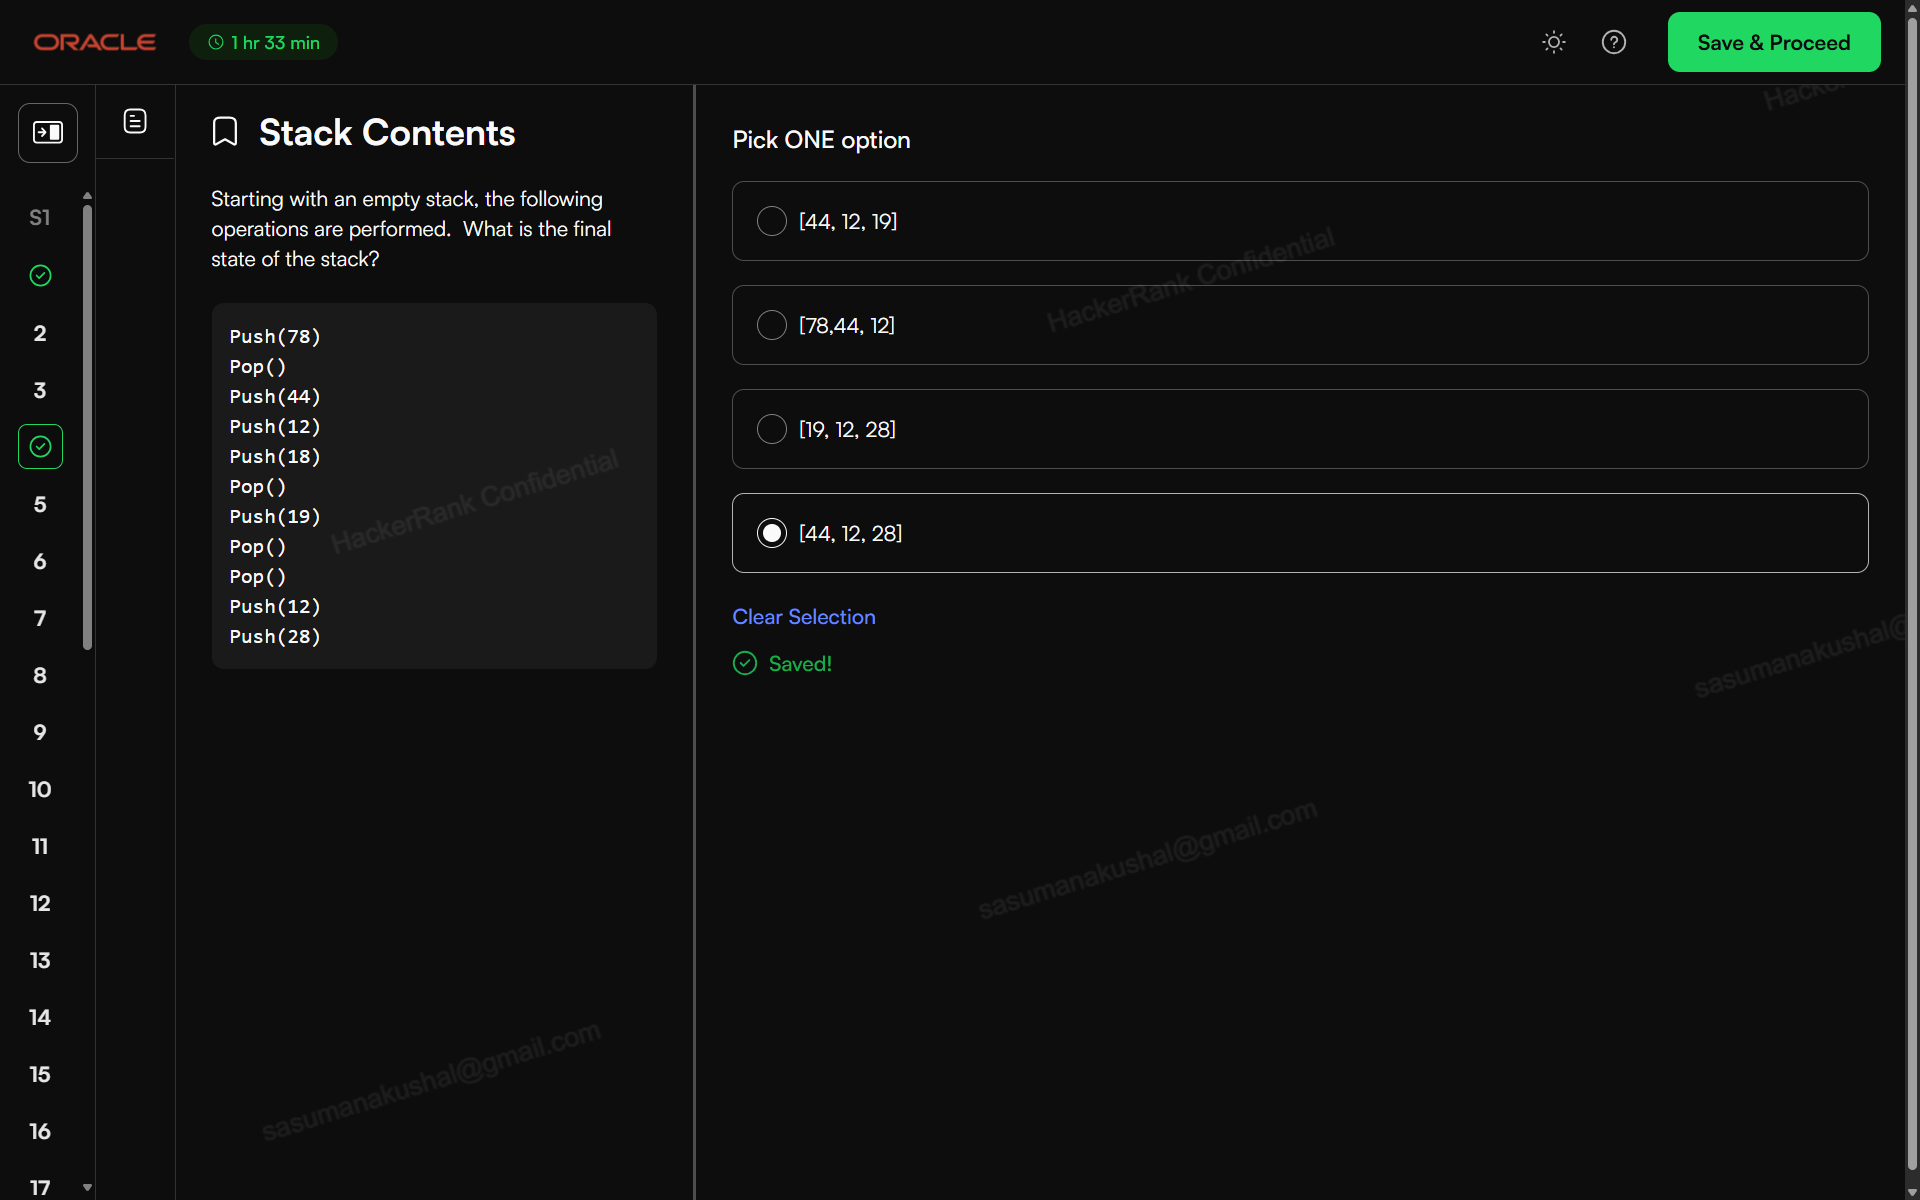 ORACLE
1 hr 33 min
Save & Proceed
S1
2
3
5
6
7
8
9
10
11
12
13
14
15
16
17
Stack Contents
Starting with an empty stack, the following
operations are performed.  What is the final
state of the stack?
Push(78)
Pop()
Push(44)
Push(12)
Push(18)
Pop()
Push(19)
Pop()
Pop()
Push(12)
Push(28)
Pick ONE option
[44, 12, 19]
[78,44, 12]
[19, 12, 28]
[44, 12, 28]
Clear Selection
Saved!
HackerRank Confidential
HackerRank Confidential
sasumanakushal@gmail.com
sasumanakushal@gmail.com
sasumanakushal@